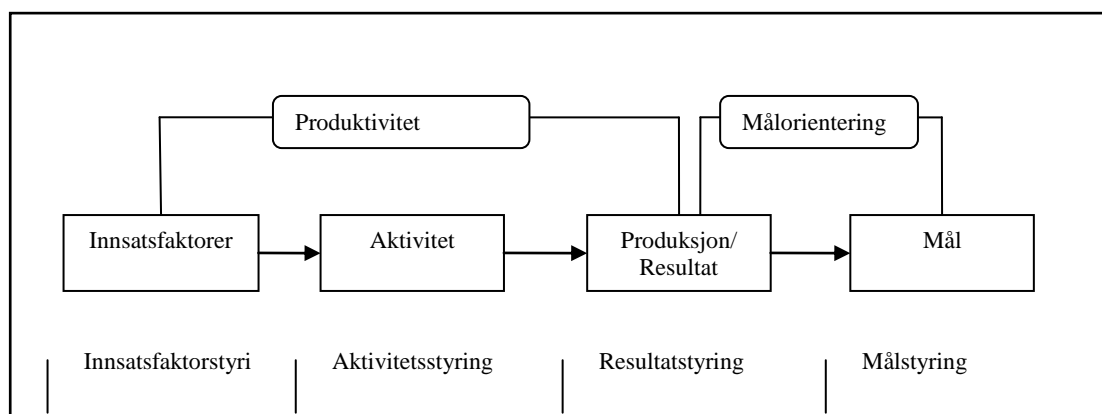 Produktivitet
Målorientering
Innsatsfaktorer
Aktivitet
Produksjon/
Resultat
Mål
Innsatsfaktorstyri
Aktivitetsstyring
Resultatstyring
Målstyring